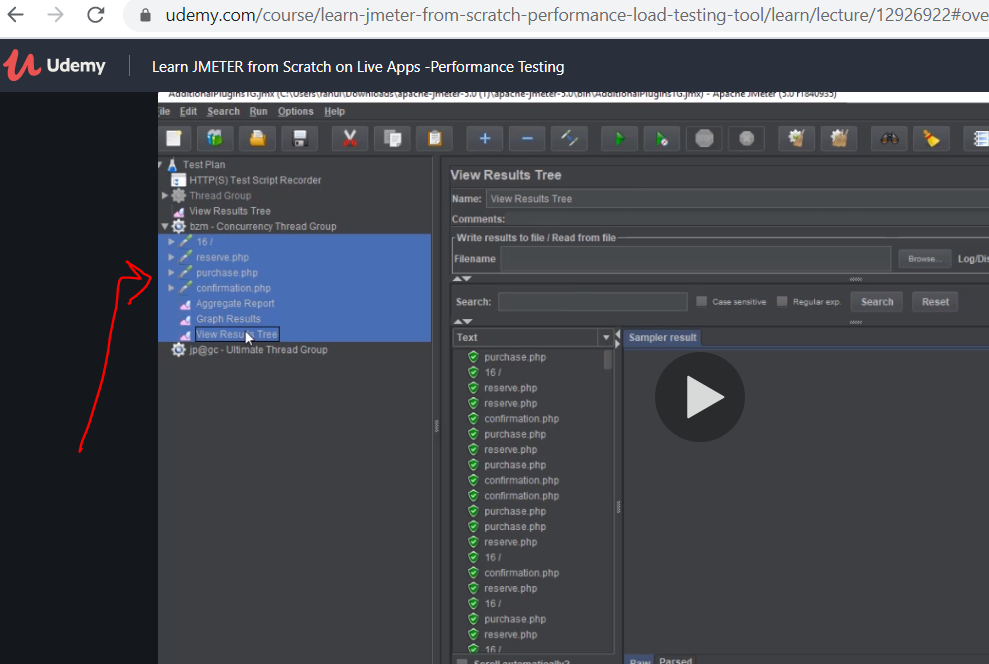 udemy.com/course/learn-jmeter-from-scratch-performance-load-testing-tool/learn/lecture/12926922#ove
Udemy
Learn JMETER from Scratch on Live Apps -Performance Testing
AdditionalPluginsTG.jmx (C:\Users\rahul\Downloads\apache-jmeter-5.0 (1)\apache-jmeter-5.0\bin\AdditionalPluginsTG.jmx) - Apache JMeter (5.0 r1840935)
ile Edit Search Run Options Help
Test Plan
HTTP(S) Test Script Recorder
Thread Group
View Results Tree
bzm - Concurrency Thread Group
16 /
reserve.php
purchase.php
confirmation.php
Aggregate Report
Graph Results
View Results Tree
jp@gc - Ultimate Thread Group
View Results Tree
Name: View Results Tree
Comments:
Write results to file / Read from file
Filename Browse... Log/Dis
Search: Case sensitive Regular exp. Search Reset
Text Sampler result
purchase.php
16 /
reserve.php
reserve.php
confirmation.php
purchase.php
reserve.php
purchase.php
confirmation.php
confirmation.php
purchase.php
purchase.php
reserve.php
16 /
confirmation.php
reserve.php
16 /
purchase.php
reserve.php
16 /
Scroll automatically? Raw Parsed